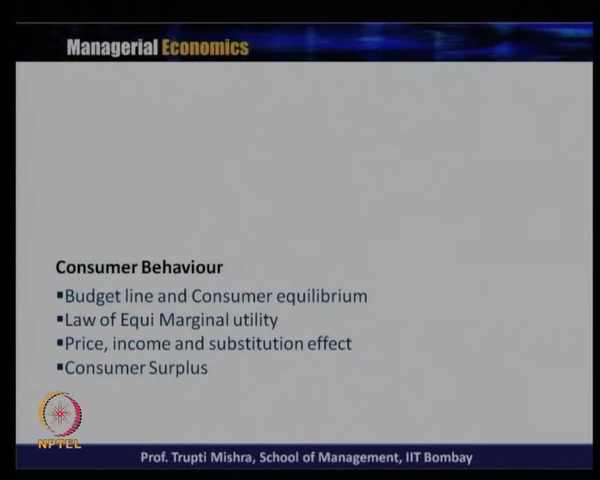 Managerial Economics
Consumer Behaviour
▪Budget line and Consumer equilibrium
▪Law of Equi Marginal utility
▪Price, income and substitution effect
▪Consumer Surplus
NPTEL
Prof. Trupti Mishra, School of Management, IIT Bombay